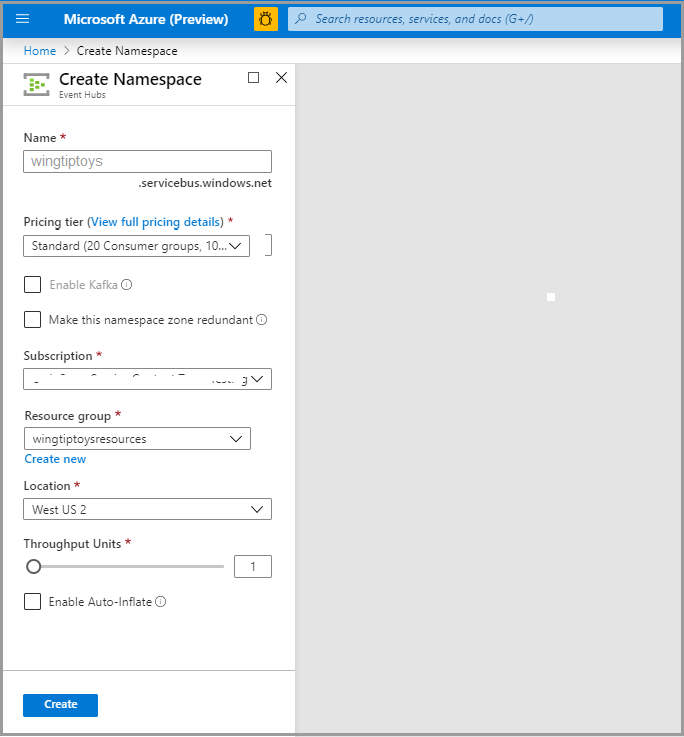 Microsoft Azure (Preview)
Search resources, services, and docs (G+/)
Home > Create Namespace
Create Namespace
Event Hubs
Name *
wingtiptoys
.servicebus.windows.net
Pricing tier (View full pricing details) *
Standard (20 Consumer groups, 10...
Enable Kafka
Make this namespace zone redundant
Subscription *
Resource group *
wingtiptoysresources
Create new
Location *
West US 2
Throughput Units *
1
Enable Auto-Inflate
Create